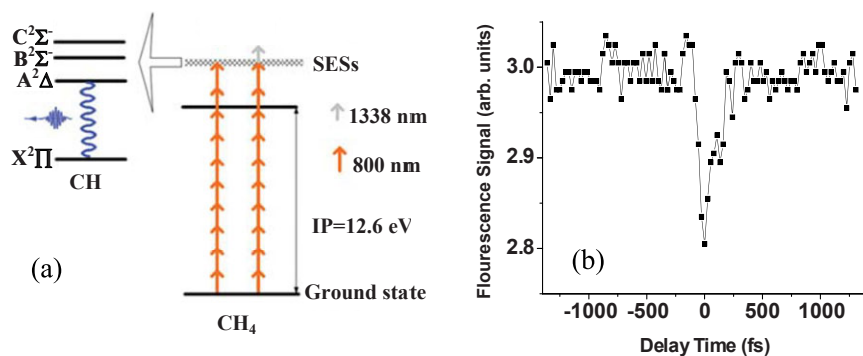 C²Σ⁻
B²Σ⁻
A²Δ
X²Π
CH
(a)
SESs
1338 nm
800 nm
IP=12.6 eV
Ground state
CH₄
Flourescence Signal (arb. units)
3.0
2.9
2.8
(b)
-1000 -500 0 500 1000
Delay Time (fs)